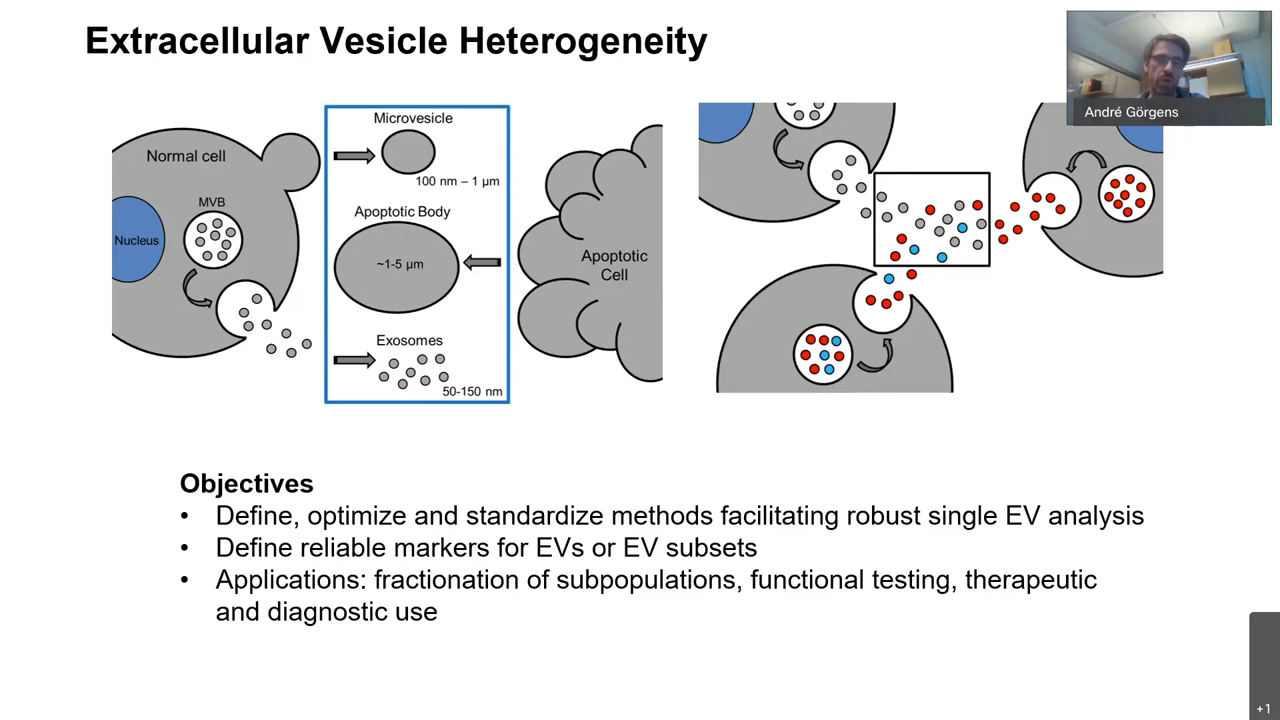 Extracellular Vesicle Heterogeneity
André Görgens
Normal cell
MVB
Nucleus
Microvesicle
100 nm – 1 µm
Apoptotic Body
~1-5 µm
Exosomes
50-150 nm
Apoptotic
Cell
Objectives
• Define, optimize and standardize methods facilitating robust single EV analysis
• Define reliable markers for EVs or EV subsets
• Applications: fractionation of subpopulations, functional testing, therapeutic
and diagnostic use
+1